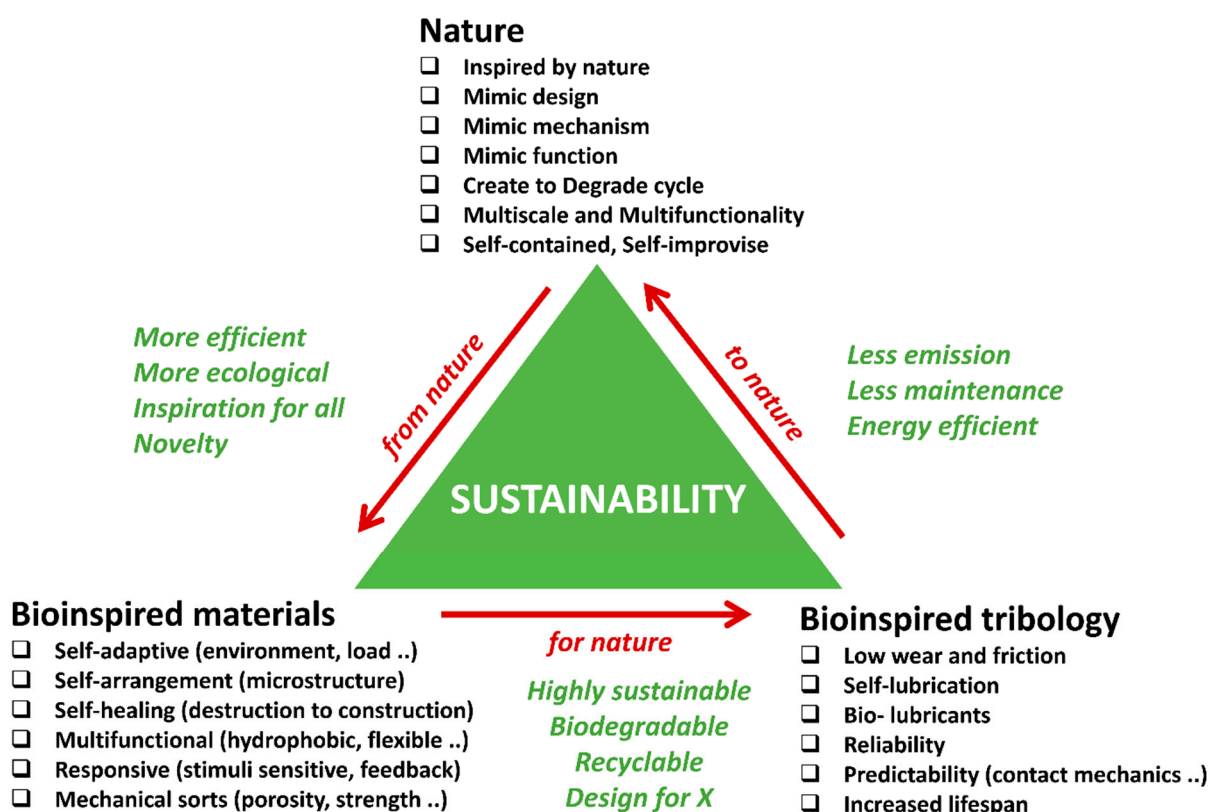 Nature
❑ Inspired by nature
❑ Mimic design
❑ Mimic mechanism
❑ Mimic function
❑ Create to Degrade cycle
❑ Multiscale and Multifunctionality
❑ Self-contained, Self-improvise
More efficient
More ecological
Inspiration for all
Novelty
from nature
to nature
Less emission
Less maintenance
Energy efficient
SUSTAINABILITY
Bioinspired materials
❑ Self-adaptive (environment, load ..)
❑ Self-arrangement (microstructure)
❑ Self-healing (destruction to construction)
❑ Multifunctional (hydrophobic, flexible ..)
❑ Responsive (stimuli sensitive, feedback)
❑ Mechanical sorts (porosity, strength ..)
for nature
Highly sustainable
Biodegradable
Recyclable
Design for X
Bioinspired tribology
❑ Low wear and friction
❑ Self-lubrication
❑ Bio- lubricants
❑ Reliability
❑ Predictability (contact mechanics ..)
❑ Increased lifespan